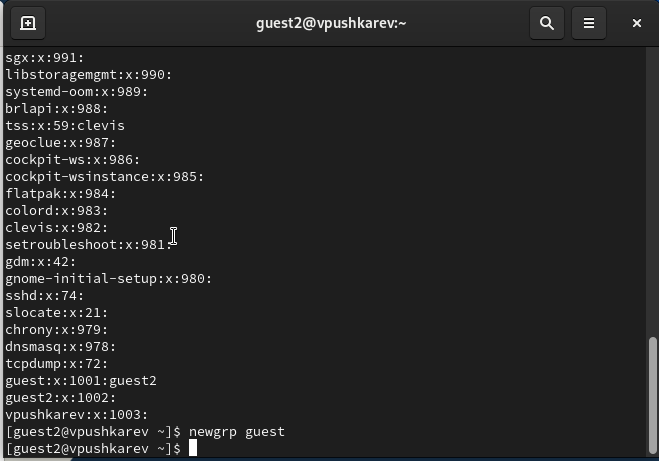 guest2@vpushkarev:~
sgx:x:991:
libstoragemgmt:x:990:
systemd-oom:x:989:
brlapi:x:988:
tss:x:59:clevis
geoclue:x:987:
cockpit-ws:x:986:
cockpit-wsinstance:x:985:
flatpak:x:984:
colord:x:983:
clevis:x:982:
setroubleshoot:x:981:
gdm:x:42:
gnome-initial-setup:x:980:
sshd:x:74:
slocate:x:21:
chrony:x:979:
dnsmasq:x:978:
tcpdump:x:72:
guest:x:1001:guest2
guest2:x:1002:
vpushkarev:x:1003:
[guest2@vpushkarev ~]$ newgrp guest
[guest2@vpushkarev ~]$